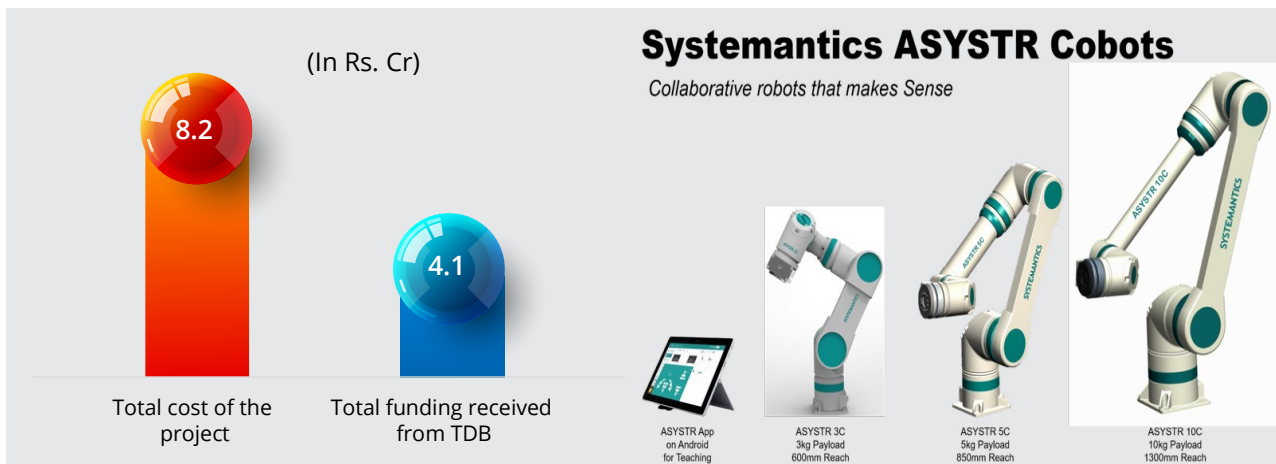 (In Rs. Cr)
8.2
4.1
Total cost of the
project
Total funding received
from TDB
Systemantics ASYSTR Cobots
Collaborative robots that makes Sense
ASYSTR App
on Android
for Teaching
SYSTEMANTICS
ASYSTR 3C
3kg Payload
600mm Reach
ASYSTR 5C
SYSTEMANTICS
ASYSTR 5C
5kg Payload
850mm Reach
ASYSTR 10C
SYSTEMANTICS
ASYSTR 10C
10kg Payload
1300mm Reach